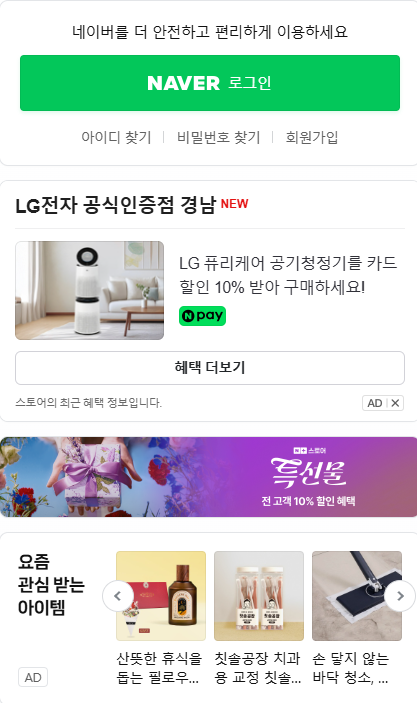 네이버를 더 안전하고 편리하게 이용하세요
NAVER 로그인
아이디 찾기 | 비밀번호 찾기 | 회원가입
LG전자 공식인증점 경남 NEW
LG 퓨리케어 공기청정기를 카드
할인 10% 받아 구매하세요!
N pay
혜택 더보기
스토어의 최근 혜택 정보입니다.
AD
스토어
특선물
전 고객 10% 할인 혜택
요즘
관심 받는
아이템
AD
산뜻한 휴식을
돕는 필로우...
칫솔공장 치과
용 교정 칫솔...
손 닿지 않는
바닥 청소, ...